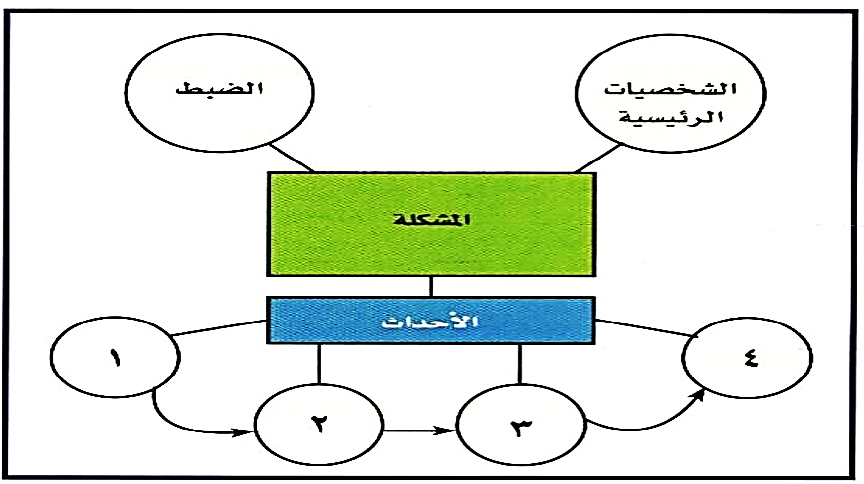 الشخصيات
الرئيسية
الضبط
المشكلة
الأحداث
١
٢
٣
٤